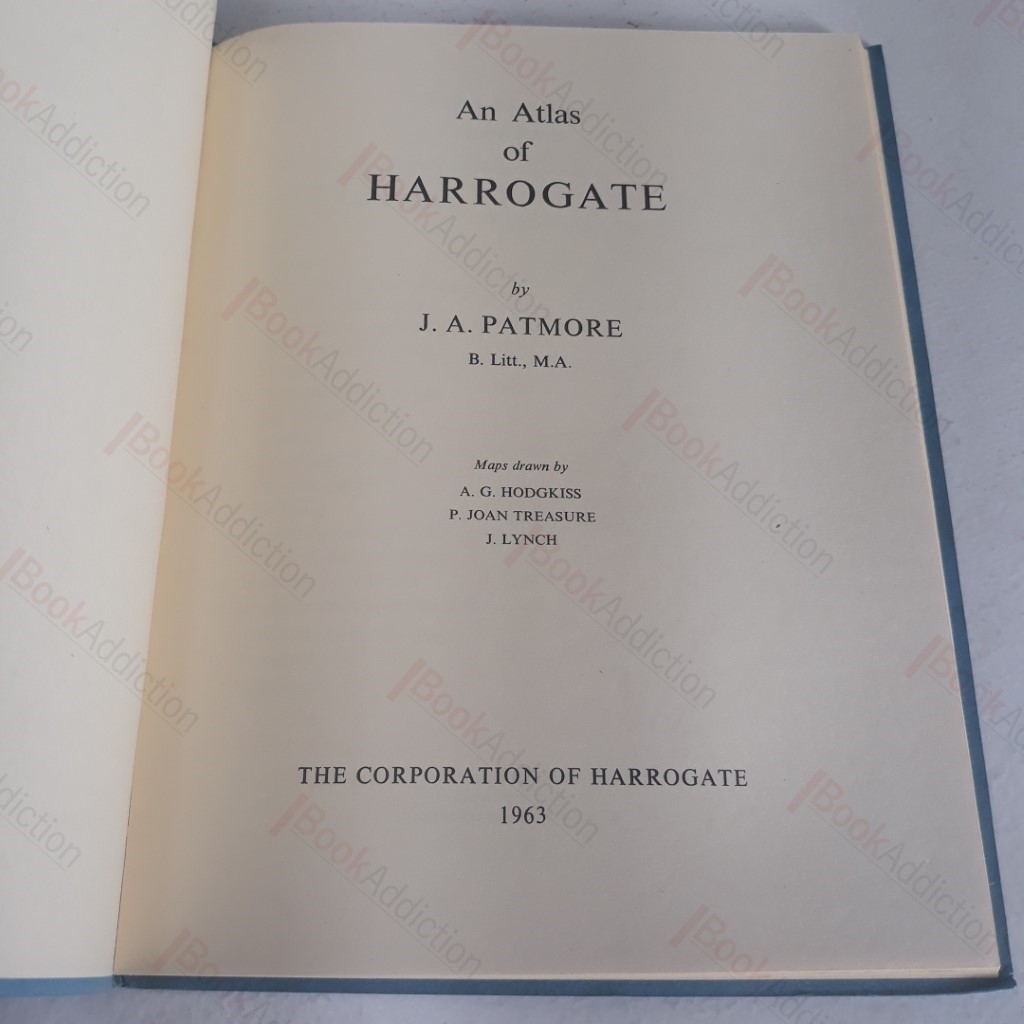 An Atlas
of
HARROGATE
by
J. A. PATMORE
B. Litt., M.A.
Maps drawn by
A. G. HODGKISS
P. JOAN TREASURE
J. LYNCH
THE CORPORATION OF HARROGATE
1963
BookAddiction